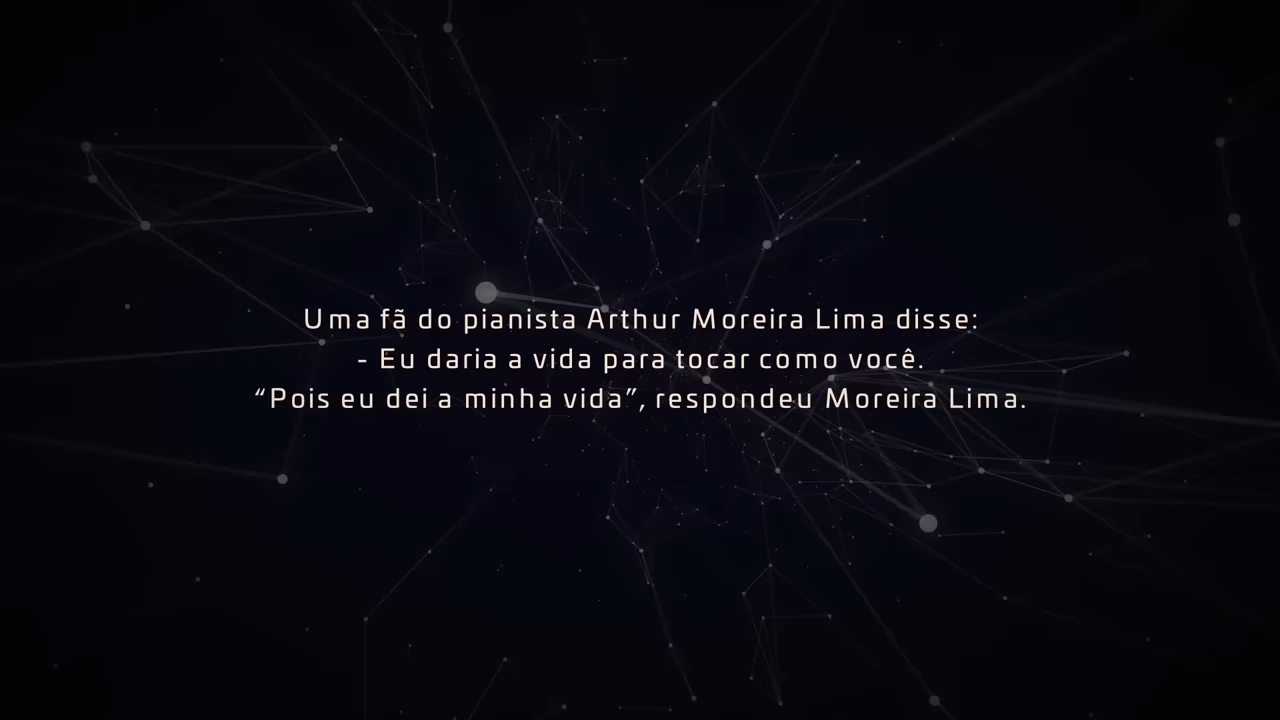 Uma fã do pianista Arthur Moreira Lima disse:
- Eu daria a vida para tocar como você.
“Pois eu dei a minha vida”, respondeu Moreira Lima.